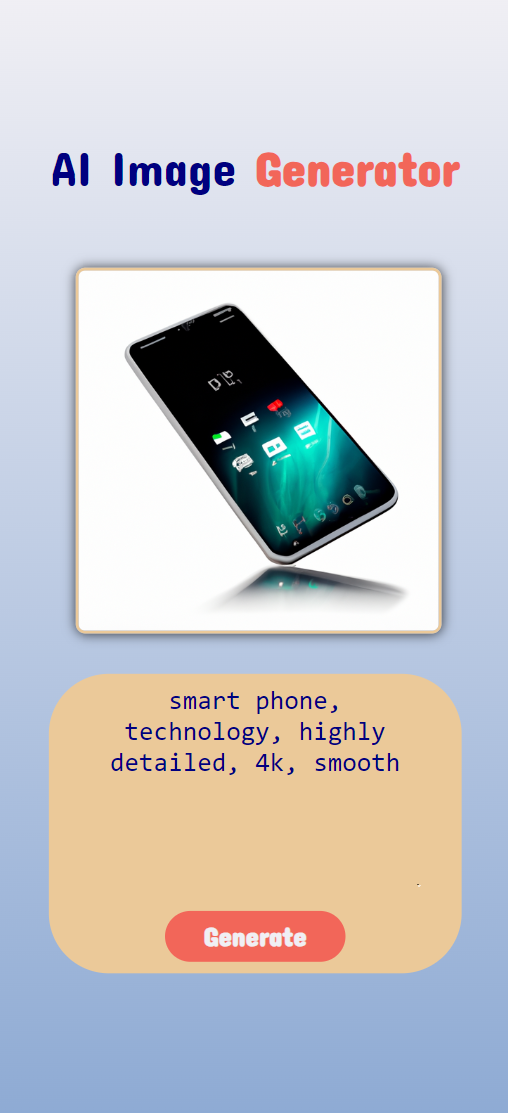 AI Image Generator
smart phone,
technology, highly
detailed, 4k, smooth
Generate